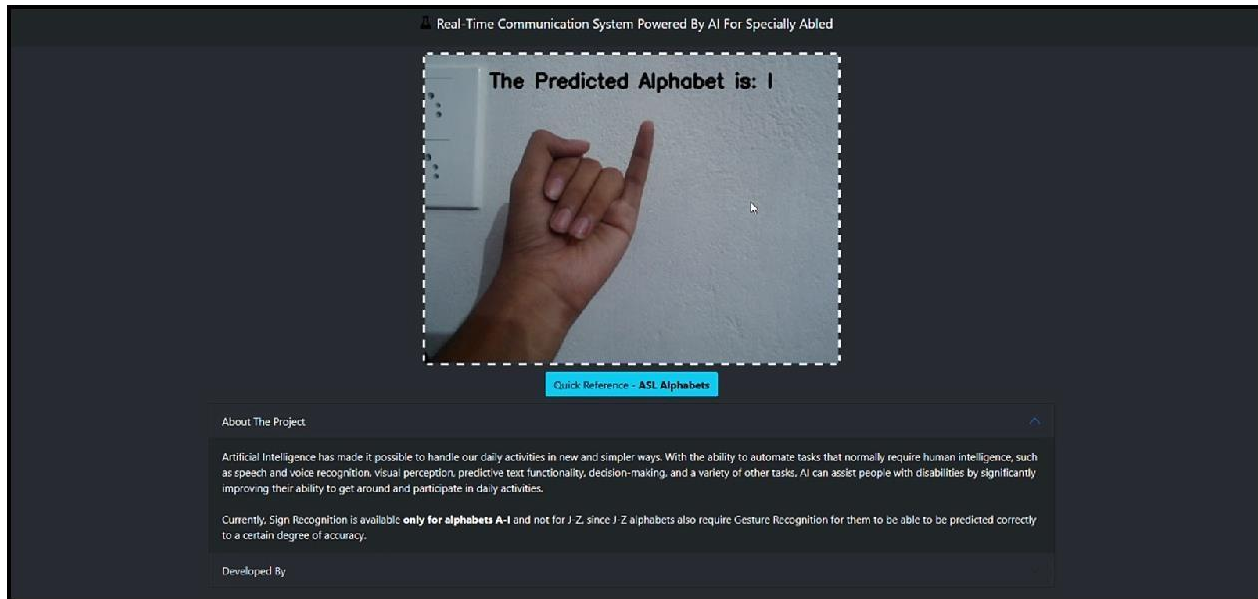 Real-Time Communication System Powered By AI For Specially Abled
The Predicted Alphabet is: I
Quick Reference - ASL Alphabets
About The Project
Artificial Intelligence has made it possible to handle our daily activities in new and simpler ways. With the ability to automate tasks that normally require human intelligence, such
as speech and voice recognition, visual perception, predictive text functionality, decision-making, and a variety of other tasks, AI can assist people with disabilities by significantly
improving their ability to get around and participate in daily activities.
Currently, Sign Recognition is available only for alphabets A-I and not for J-Z, since J-Z alphabets also require Gesture Recognition for them to be able to be predicted correctly
to a certain degree of accuracy.
Developed By